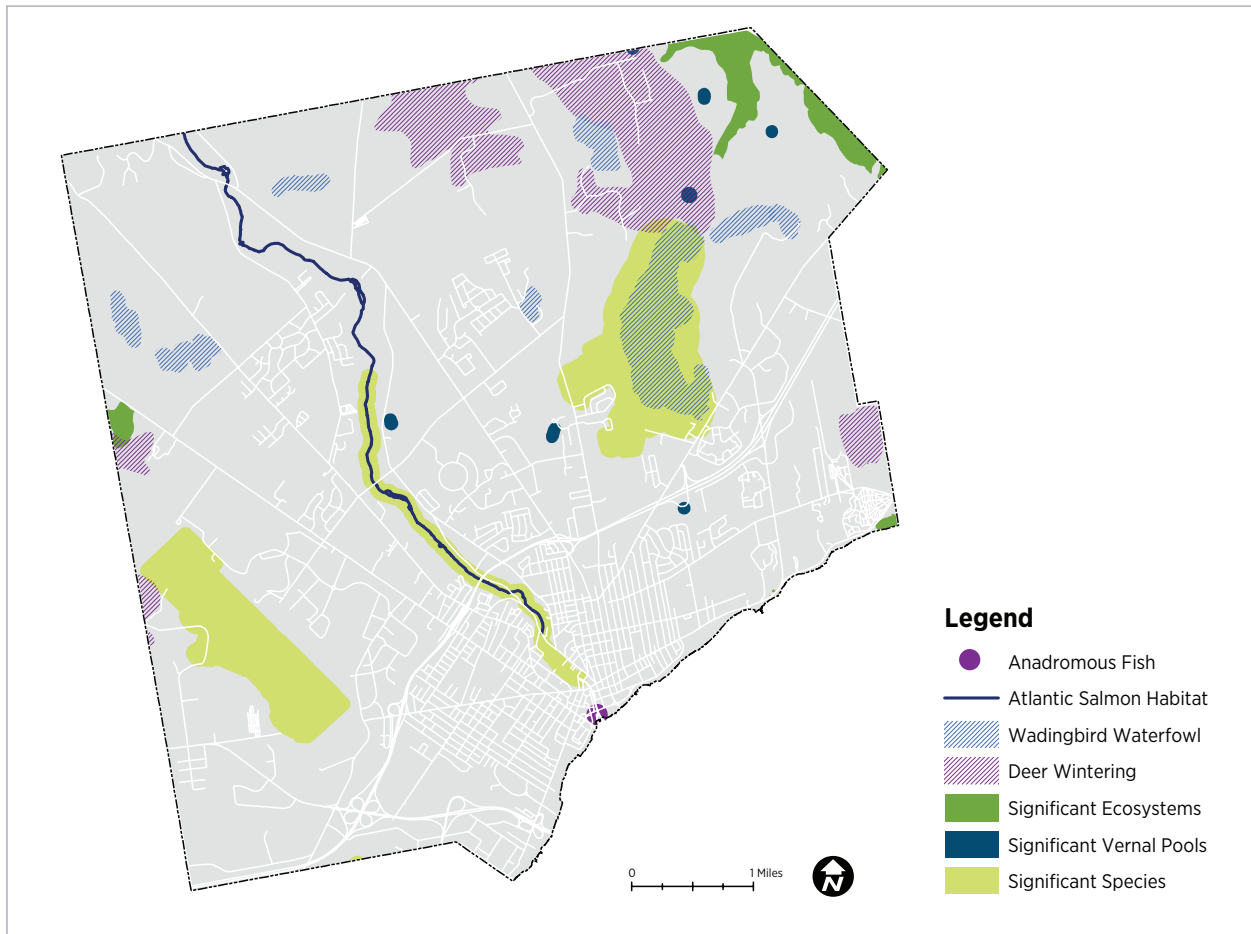 Legend
Anadromous Fish
Atlantic Salmon Habitat
Wadingbird Waterfowl
Deer Wintering
Significant Ecosystems
Significant Vernal Pools
Significant Species
0 1 Miles
N